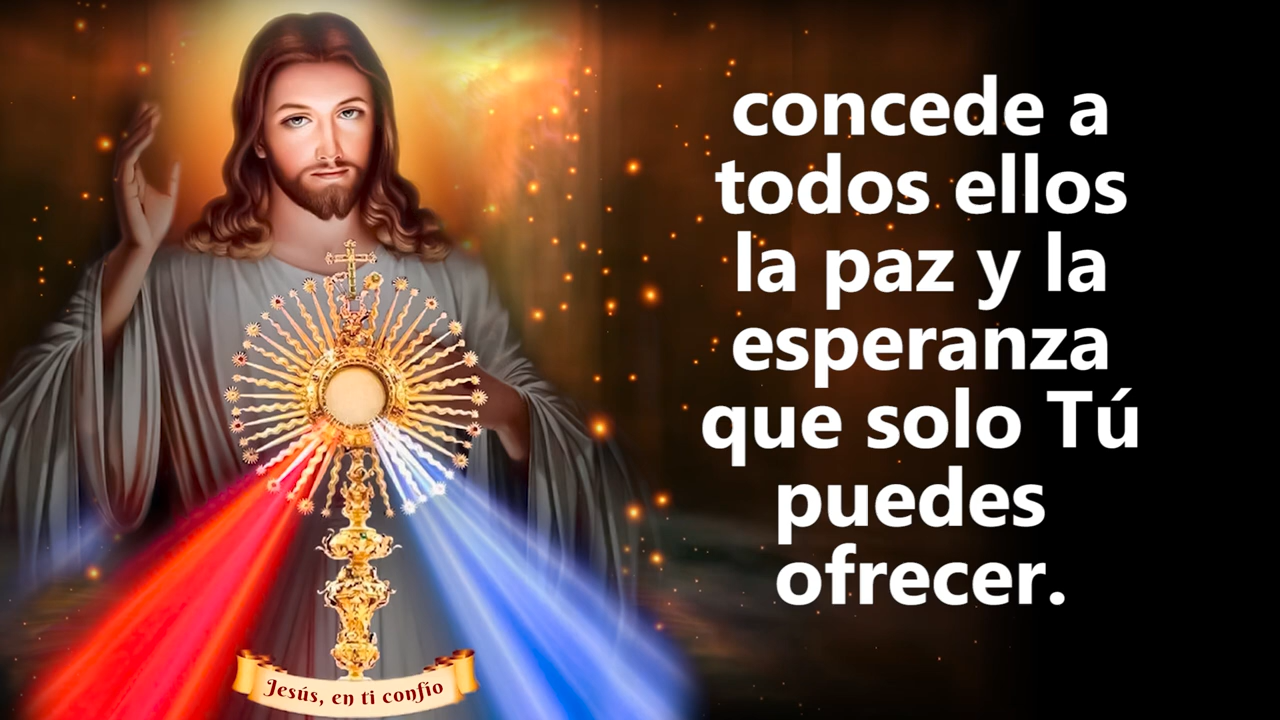 concede a
todos ellos
la paz y la
esperanza
que solo Tú
puedes
ofrecer.
Jesús, en ti confío